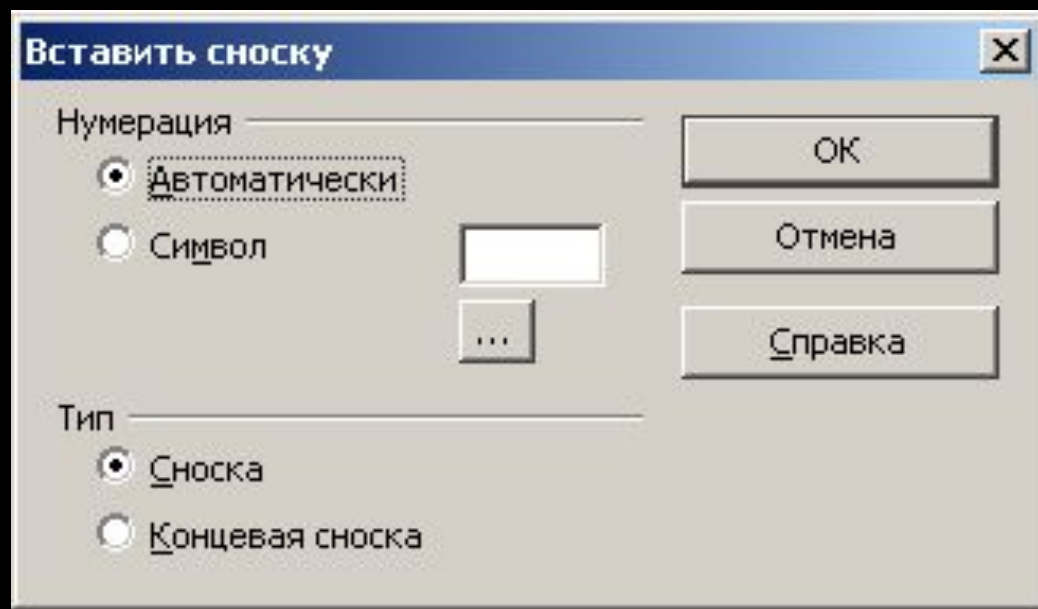 Вставить сноску
Нумерация
Автоматически
Символ
...
Тип
Сноска
Концевая сноска
ОК
Отмена
Справка